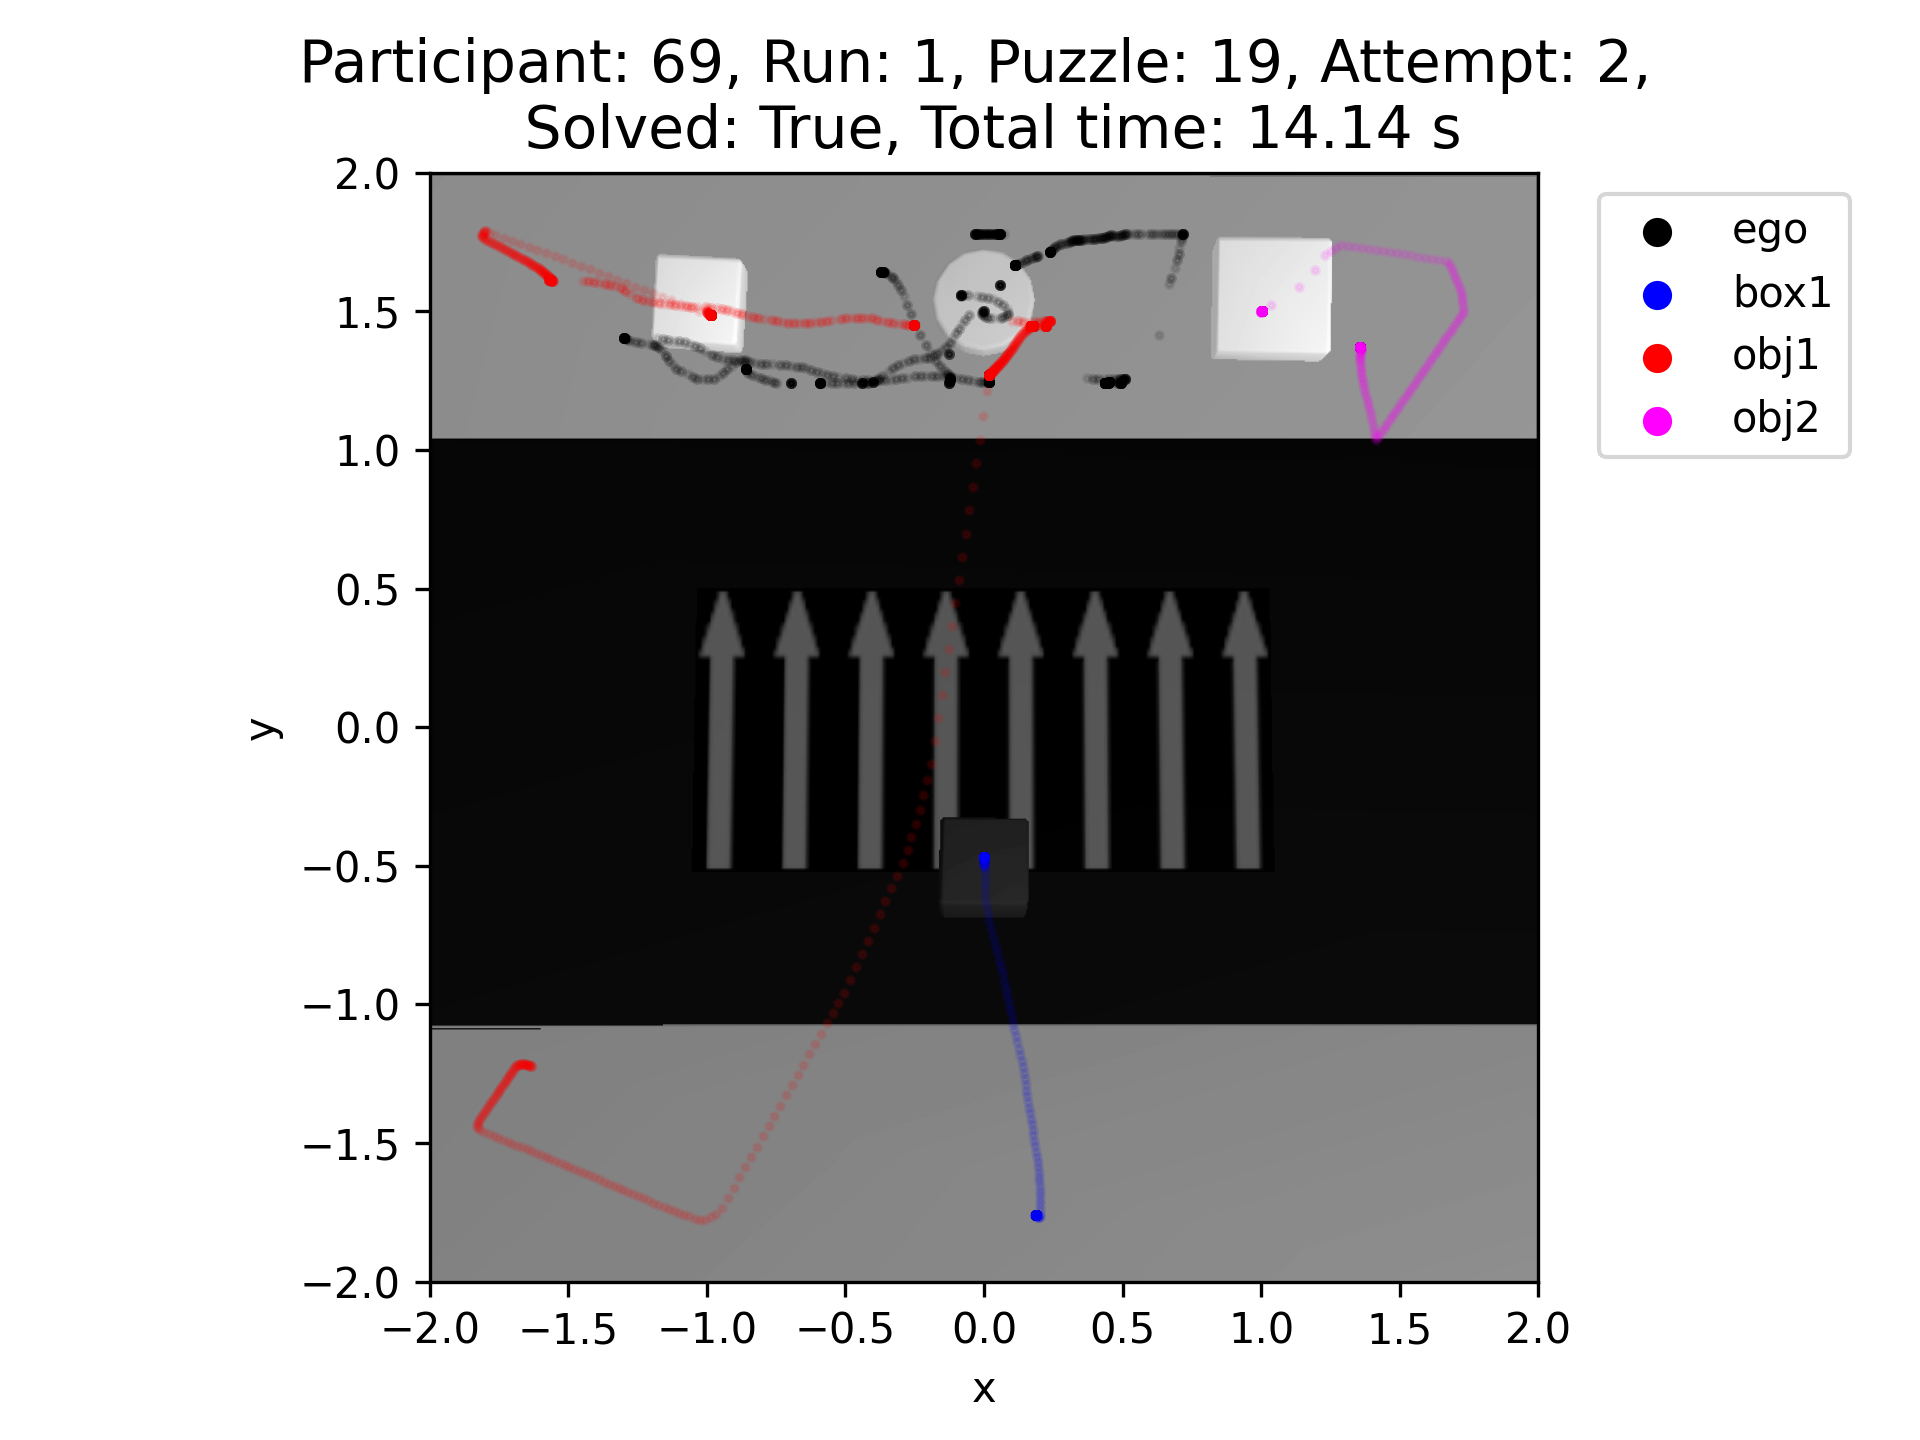 Participant: 69, Run: 1, Puzzle: 19, Attempt: 2,
Solved: True, Total time: 14.14 s
2.0
1.5
1.0
0.5
0.0
−0.5
−1.0
−1.5
−2.0
y
−2.0 −1.5 −1.0 −0.5 0.0 0.5 1.0 1.5 2.0
x
ego
box1
obj1
obj2